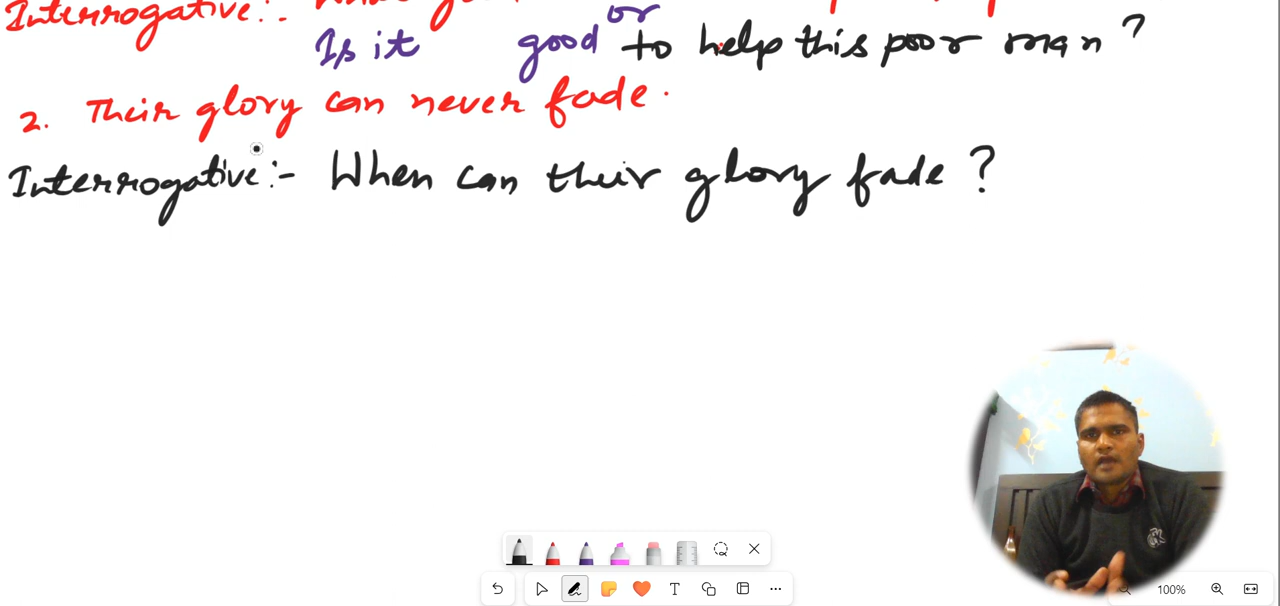 Interrogative:-
or
Is it good to help this poor man?
2. Their glory can never fade.
Interrogative:- When can their glory fade?
100%